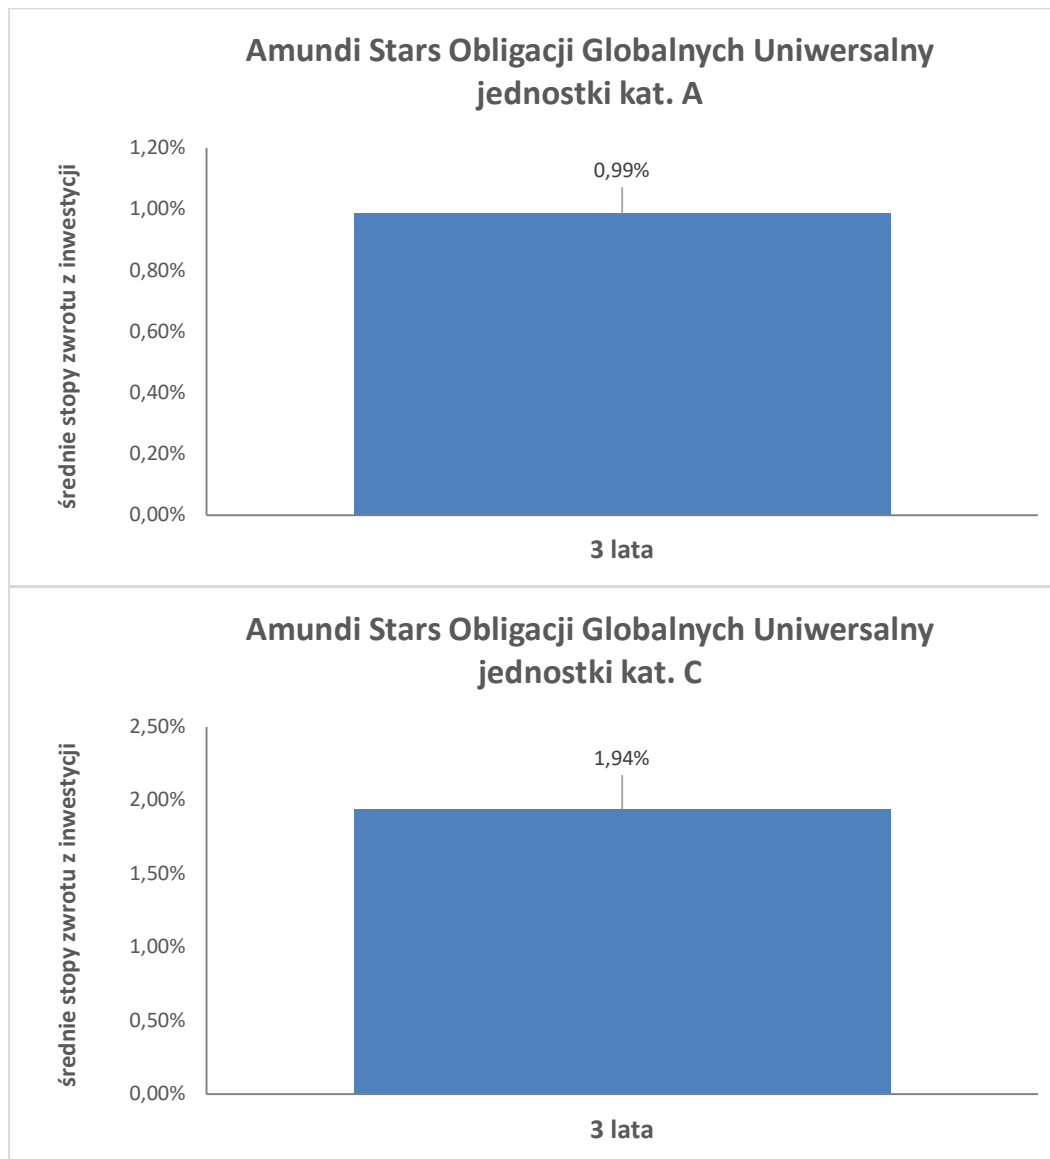 Amundi Stars Obligacji Globalnych Uniwersalny
jednostki kat. A
średnie stopy zwrotu z inwestycji
1,20%
1,00%
0,80%
0,60%
0,40%
0,20%
0,00%
0,99%
3 lata
Amundi Stars Obligacji Globalnych Uniwersalny
jednostki kat. C
średnie stopy zwrotu z inwestycji
2,50%
2,00%
1,50%
1,00%
0,50%
0,00%
1,94%
3 lata